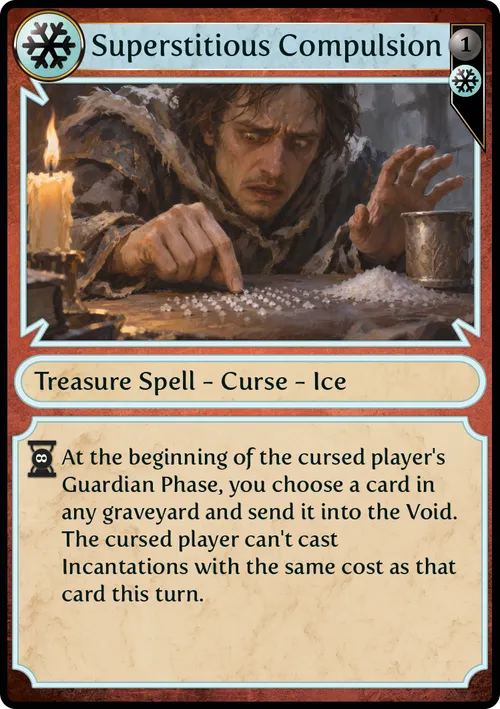 Superstitious Compulsion
1
Treasure Spell - Curse - Ice
At the beginning of the cursed player's
Guardian Phase, you choose a card in
any graveyard and send it into the Void.
The cursed player can't cast
Incantations with the same cost as that
card this turn.